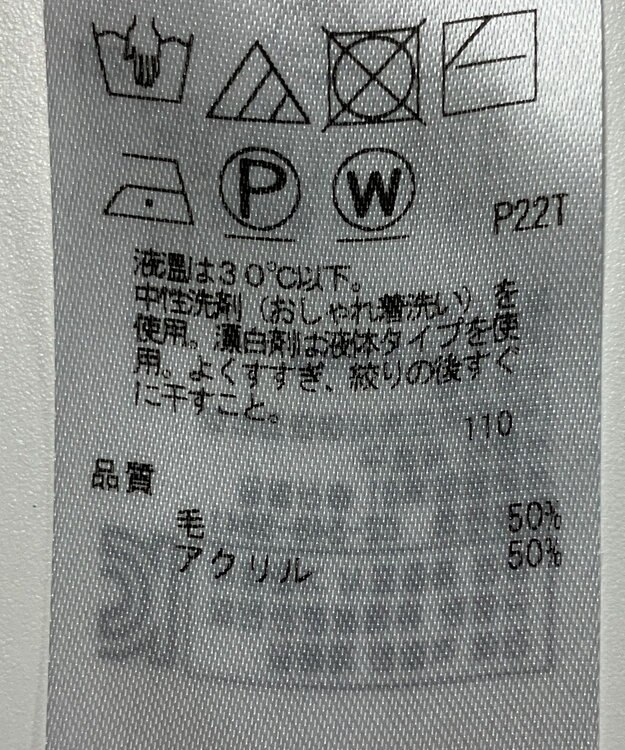 P
W
P22T
液温は30℃以下。
中性洗剤（おしゃれ着洗い）を
使用。漂白剤は液体タイプを使
用。よくすすぎ、絞りの後すぐ
に干すこと。
110
品質
毛 50%
アクリル 50%